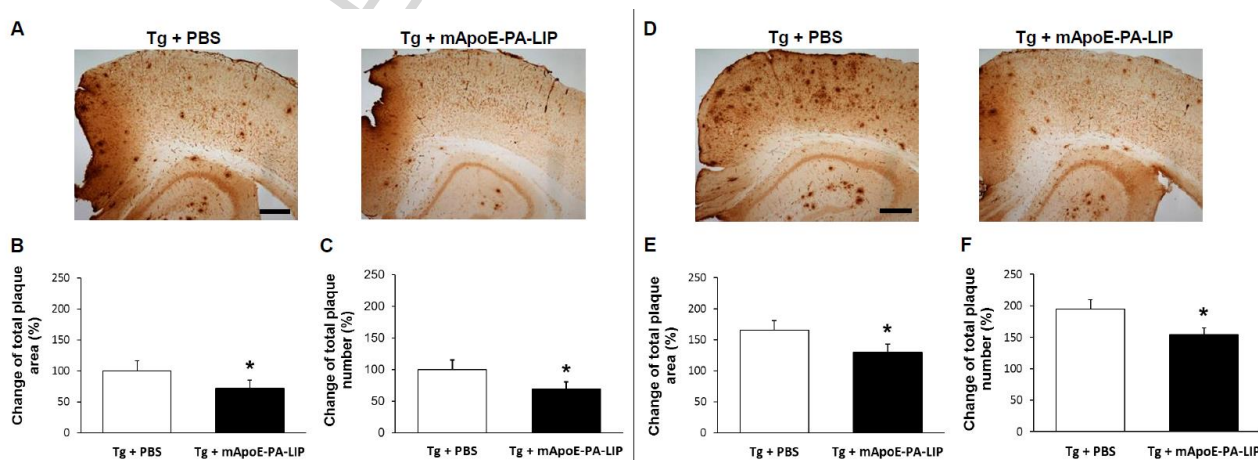 A
Tg + PBS
Tg + mApoE-PA-LIP
B
Change of total plaque
area (%)
250
200
150
100
50
0
Tg + PBS
Tg + mApoE-PA-LIP
*
C
Change of total plaque
number (%)
250
200
150
100
50
0
Tg + PBS
Tg + mApoE-PA-LIP
*
D
Tg + PBS
Tg + mApoE-PA-LIP
E
Change of total plaque
area (%)
250
200
150
100
50
0
Tg + PBS
Tg + mApoE-PA-LIP
*
F
Change of total plaque
number (%)
250
200
150
100
50
0
Tg + PBS
Tg + mApoE-PA-LIP
*